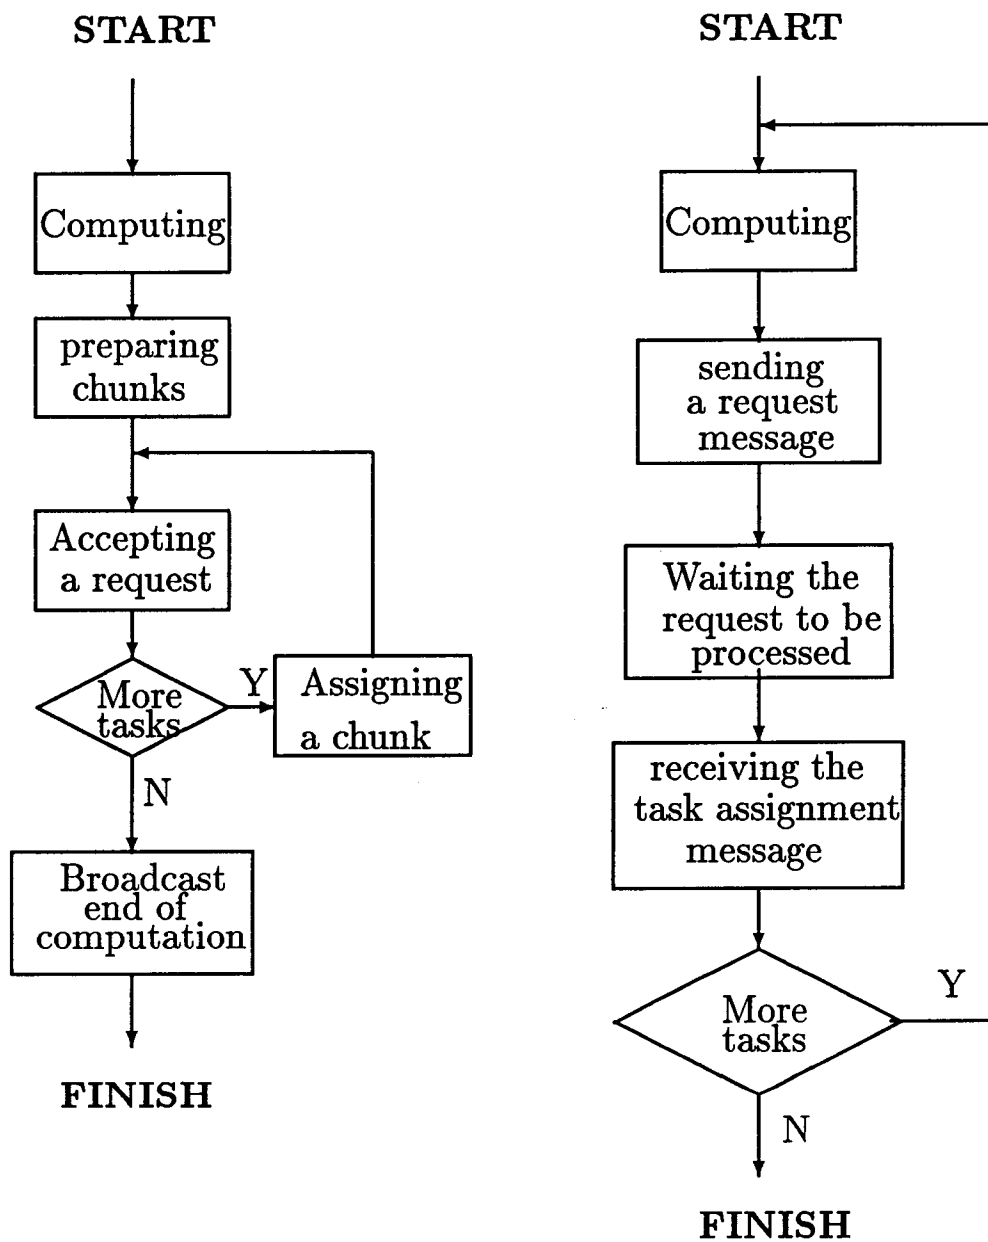 START
Computing
preparing
chunks
Accepting
a request
More
tasks
Y
Assigning
a chunk
N
Broadcast
end of
computation
FINISH
START
Computing
sending
a request
message
Waiting the
request to be
processed
receiving the
task assignment
message
More
tasks
Y
N
FINISH